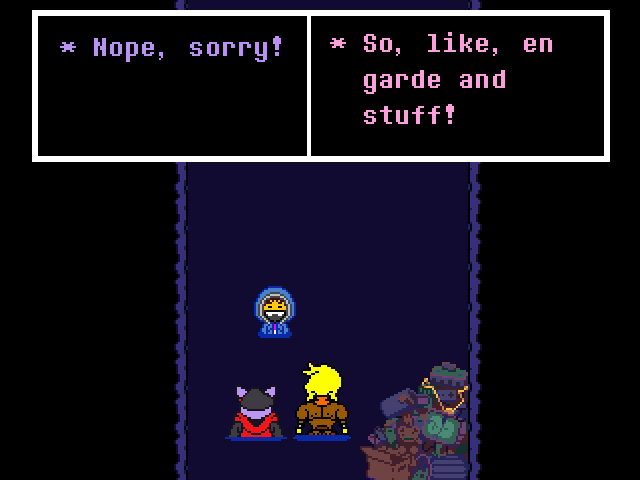 * Nope, sorry!
* So, like, en
garde and
stuff!